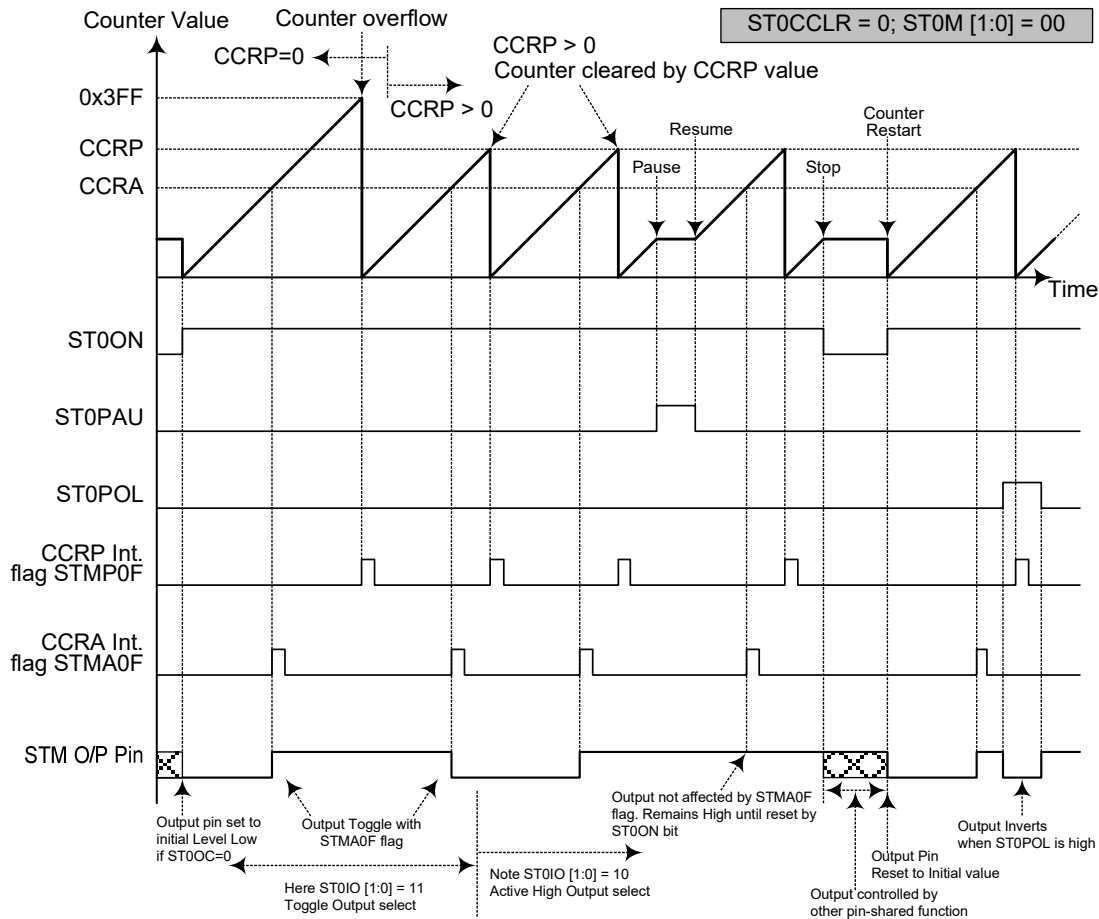 Counter Value
Counter overflow
ST0CCLR = 0; ST0M [1:0] = 00
CCRP=0
CCRP > 0
CCRP > 0
Counter cleared by CCRP value
0x3FF
CCRP
CCRA
Pause
Resume
Stop
Counter
Restart
Time
ST0ON
ST0PAU
ST0POL
CCRP Int.
flag STMP0F
CCRA Int.
flag STMA0F
STM O/P Pin
Output pin set to
initial Level Low
if ST0OC=0
Output Toggle with
STMA0F flag
Here ST0IO [1:0] = 11
Toggle Output select
Note ST0IO [1:0] = 10
Active High Output select
Output not affected by STMA0F
flag. Remains High until reset by
ST0ON bit
Output controlled by
other pin-shared function
Output Pin
Reset to Initial value
Output Inverts
when ST0POL is high